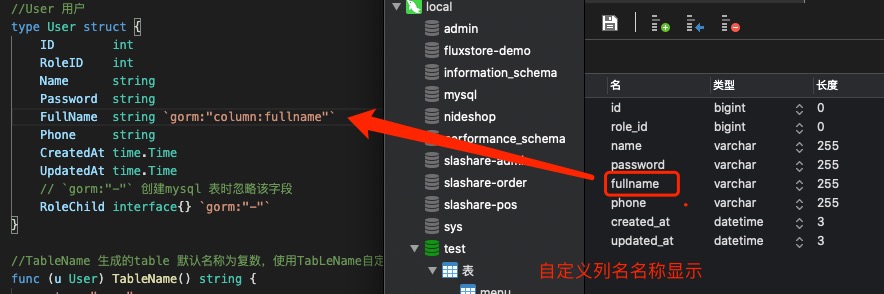 //User 用户
type User struct {
ID int
RoleID int
Name string
Password string
FullName string `gorm:"column:fullname"`
Phone string
CreatedAt time.Time
UpdatedAt time.Time
// `gorm:"-"` 创建mysql 表时忽略该字段
RoleChild interface{} `gorm:"-"`
}
//TableName 生成的table 默认名称为复数，使用TabLeName自定
func (u User) TableName() string {
local
admin
fluxstore-demo
information_schema
mysql
nideshop
performance_schema
slashare-admin
slashare-order
slashare-pos
sys
test
表
menu
名 类型 长度
id bigint 0
role_id bigint 0
name varchar 255
password varchar 255
fullname varchar 255
phone varchar 255
created_at datetime 3
updated_at datetime 3
自定义列名名称显示